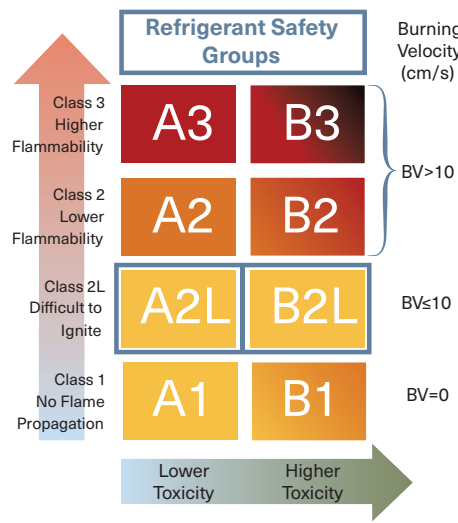 Refrigerant Safety
Groups
Burning
Velocity
(cm/s)
Class 3
Higher
Flammability
A3
B3
BV>10
Class 2
Lower
Flammability
A2
B2
Class 2L
Difficult to
Ignite
A2L
B2L
BV≤10
Class 1
No Flame
Propagation
A1
B1
BV=0
Lower
Toxicity
Higher
Toxicity